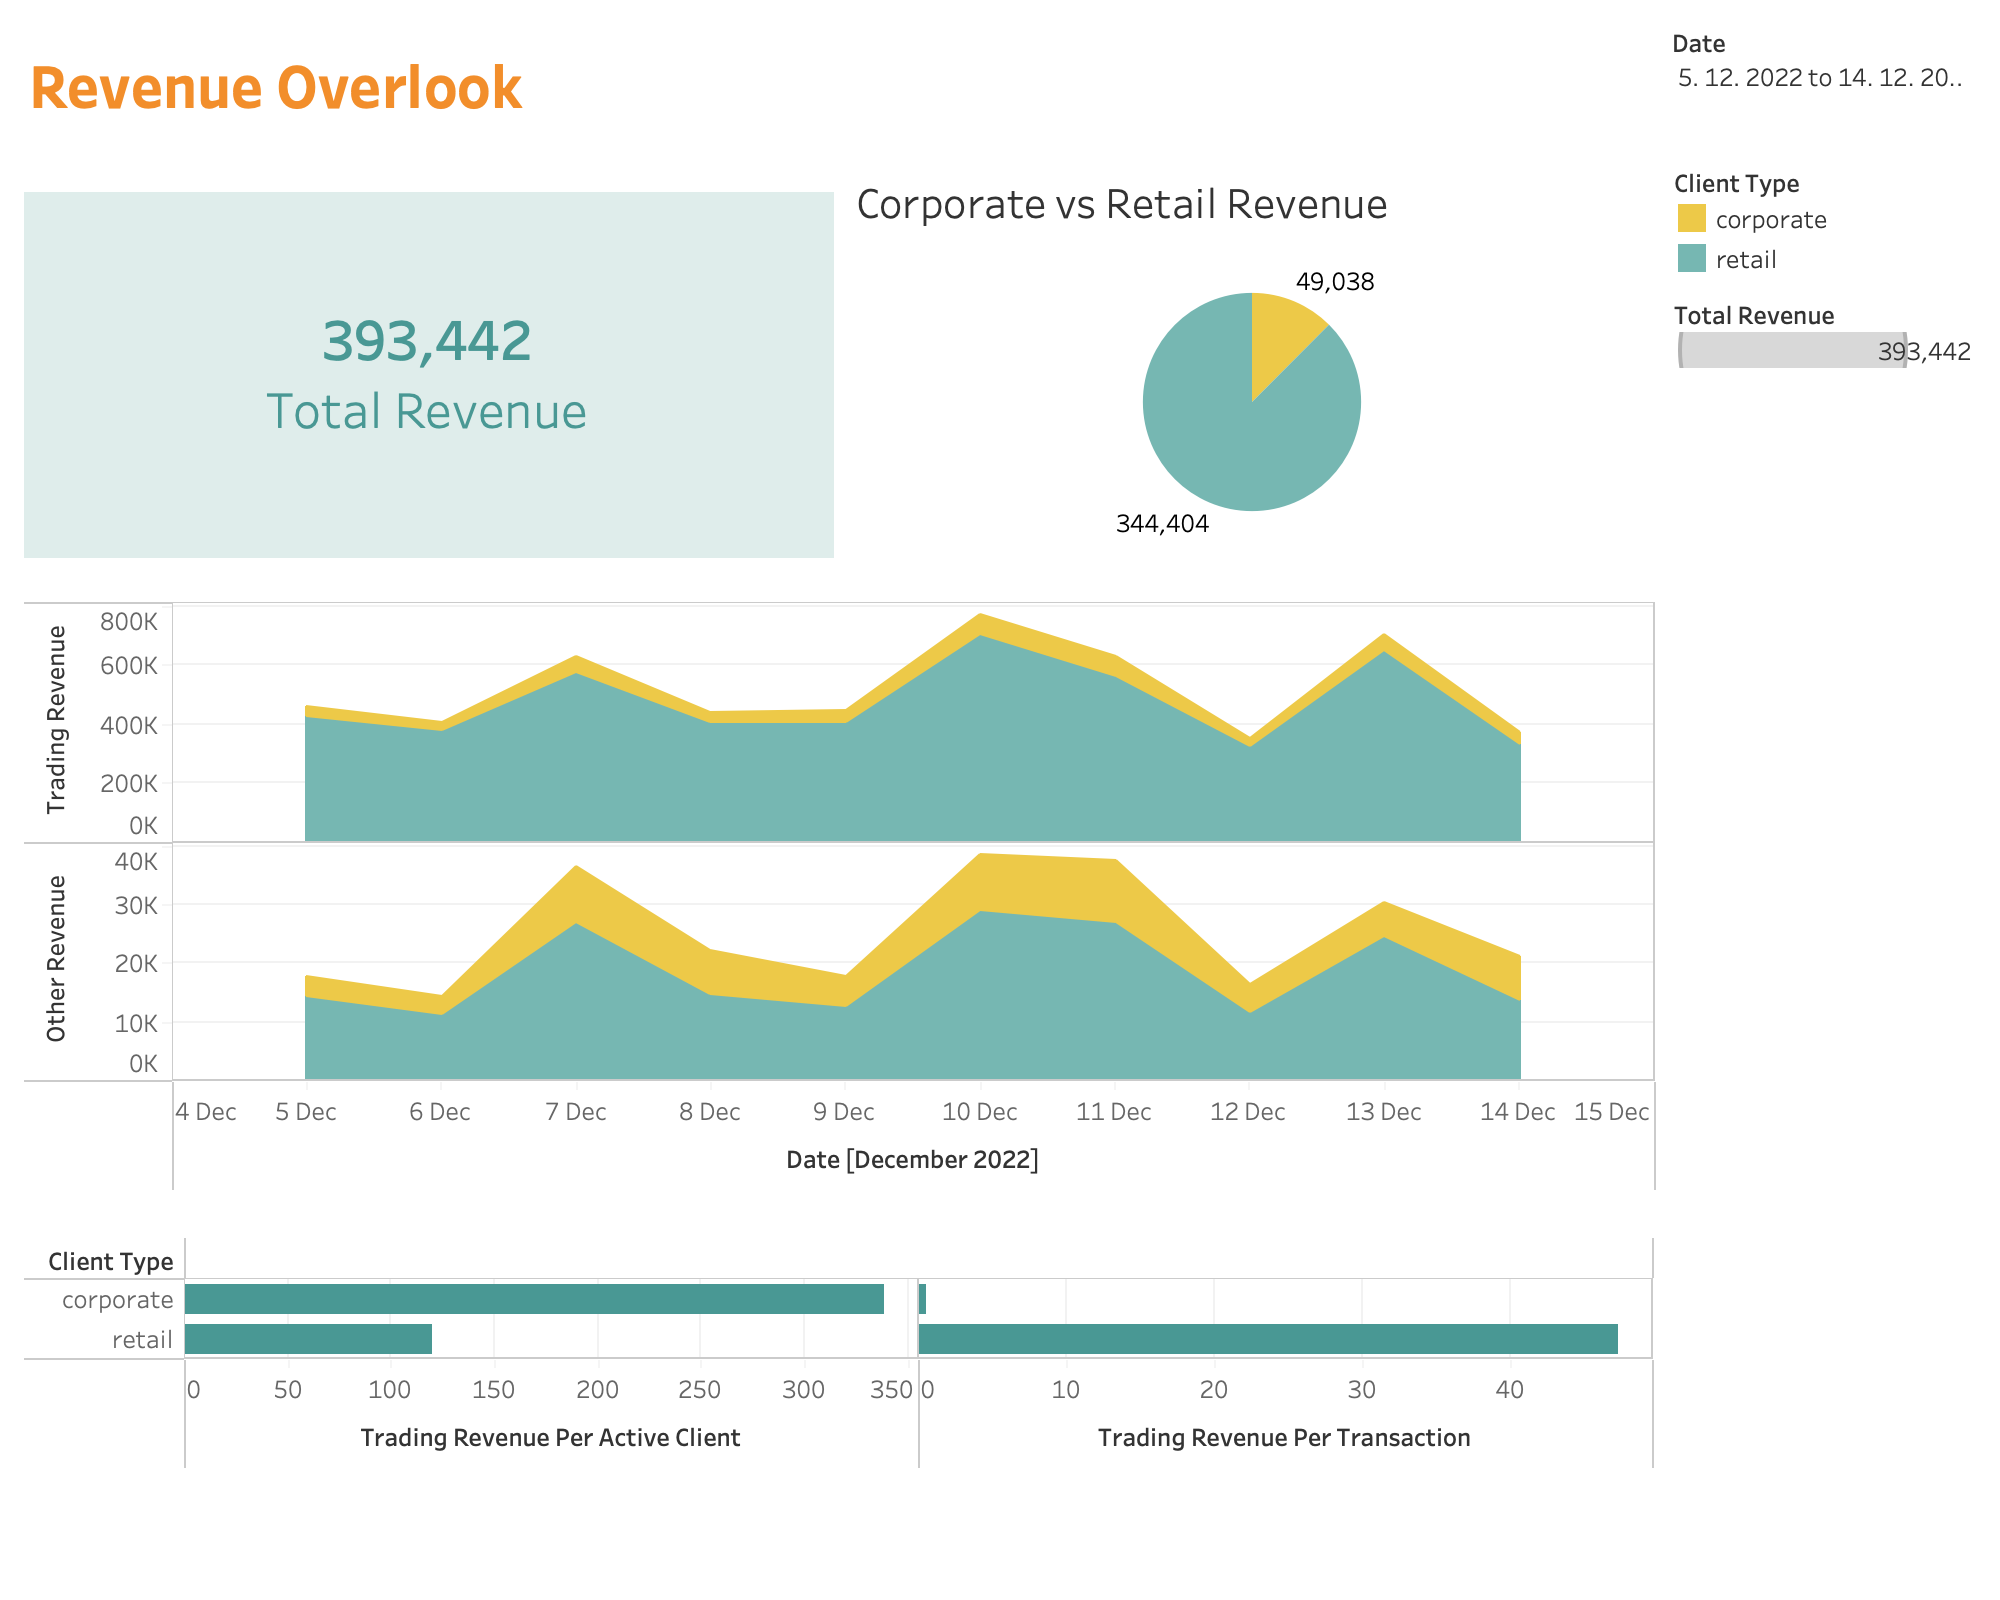 Revenue Overlook
Date
5. 12. 2022 to 14. 12. 20..
393,442
Total Revenue
Corporate vs Retail Revenue
49,038
344,404
Client Type
corporate
retail
Total Revenue
393,442
Trading Revenue
800K
600K
400K
200K
0K
Other Revenue
40K
30K
20K
10K
0K
4 Dec 5 Dec 6 Dec 7 Dec 8 Dec 9 Dec 10 Dec 11 Dec 12 Dec 13 Dec 14 Dec 15 Dec
Date [December 2022]
Client Type
corporate
retail
0 50 100 150 200 250 300 350 0 10 20 30 40
Trading Revenue Per Active Client Trading Revenue Per Transaction